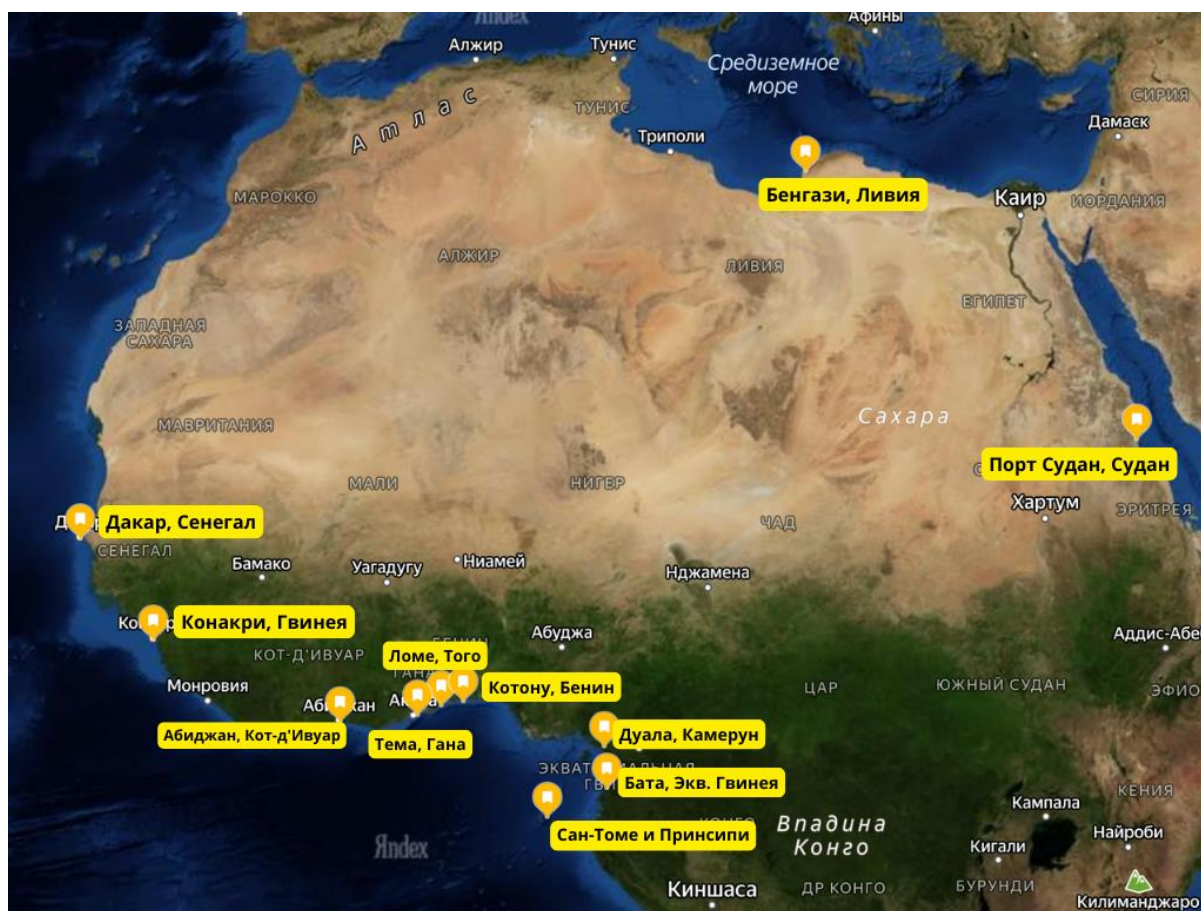 Yandex
Афины
Алжир
Тунис
Средиземное
море
СИРИЯ
Атлас
ТУНИС
Дамаск
Триполи
Бенгази, Ливия
МАРОККО
Каир
ИОРДАНИЯ
АЛЖИР
ЛИВИЯ
ЕГИПЕТ
ЗАПАДНАЯ
САХАРА
МАВРИТАНИЯ
Сахара
Порт Судан, Судан
МАЛИ
НИГЕР
ЧАД
Хартум
ЭРИТРЕЯ
Дакар, Сенегал
СЕНЕГАЛ
Бамако
Уагадугу
Ниамей
Нджамена
Конакри, Гвинея
Абуджа
Аддис-Абе
КОТ-Д'ИВУАР
Ломе, Того
ГАНА
Монровия
Котону, Бенин
ЦАР
ЮЖНЫЙ СУДАН
ЭФИО
Абиджан, Кот-д'Ивуар
Тема, Гана
Дуала, Камерун
Бата, Экв. Гвинея
КЕНИЯ
Кампала
Сан-Томе и Принсипи
Впадина
Конго
Найроби
Yandex
Кигали
Киншаса
ДР КОНГО
БУРУНДИ
Килиманджаро